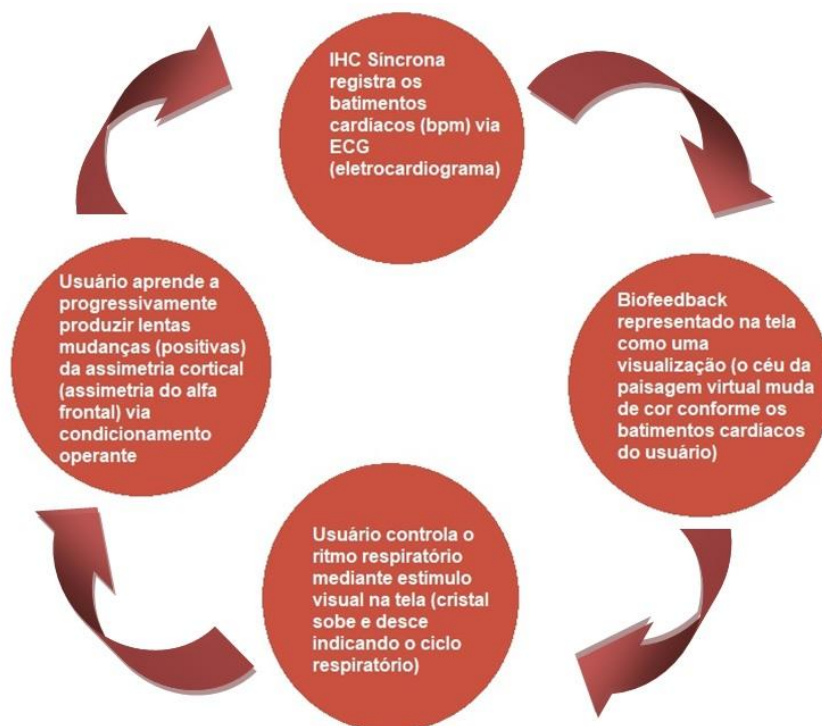 IHC Síncrona
registra os
batimentos
cardíacos (bpm) via
ECG
(eletrocardiograma)
Biofeedback
representado na tela
como uma
visualização (o céu da
paisagem virtual muda
de cor conforme os
batimentos cardíacos
do usuário)
Usuário controla o
ritmo respiratório
mediante estimulo
visual na tela (cristal
sobe e desce
indicando o ciclo
respiratório)
Usuário aprende a
progressivamente
produzir lentas
mudanças (positivas)
da assimetria cortical
(assimetria do alfa
frontal) via
condicionamento
operante